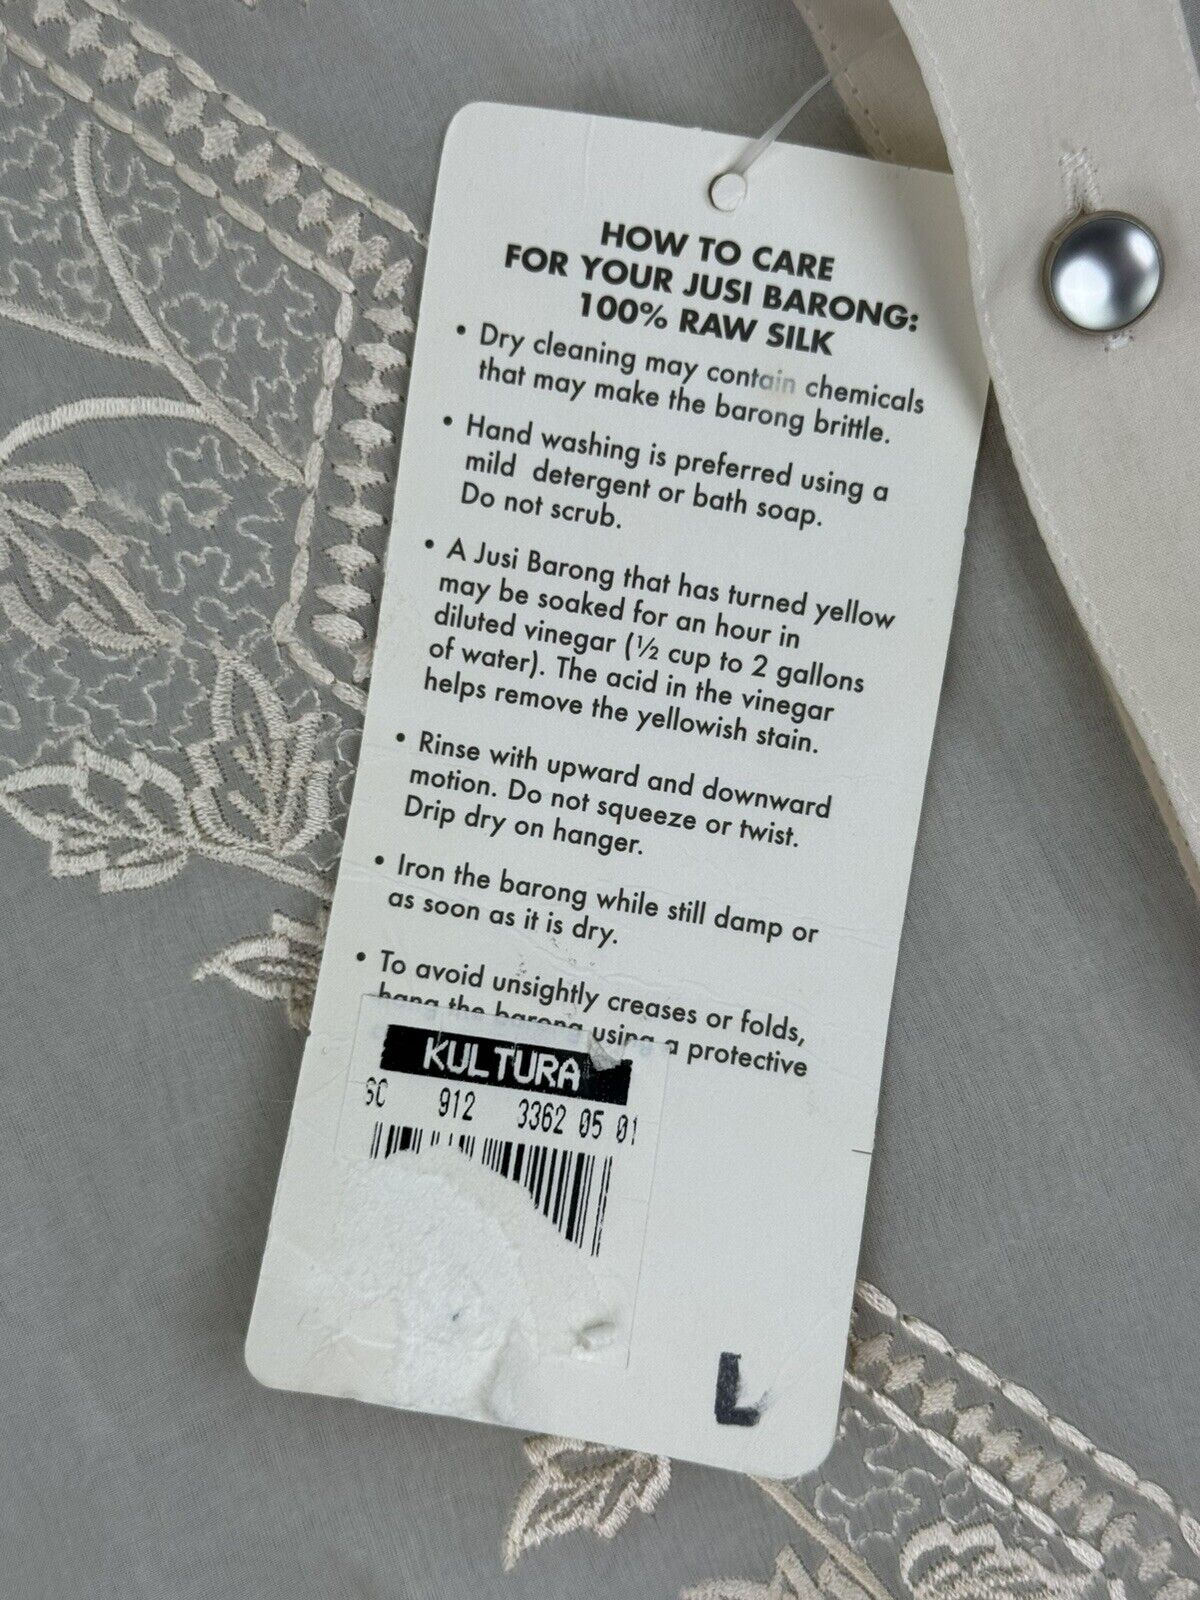 HOW TO CARE
FOR YOUR JUSI BARONG:
100% RAW SILK
• Dry cleaning may contain chemicals
that may make the barong brittle.
• Hand washing is preferred using a
mild detergent or bath soap.
Do not scrub.
• A Jusi Barong that has turned yellow
may be soaked for an hour in
diluted vinegar (½ cup to 2 gallons
of water). The acid in the vinegar
helps remove the yellowish stain.
• Rinse with upward and downward
motion. Do not squeeze or twist.
Drip dry on hanger.
• Iron the barong while still damp or
as soon as it is dry.
• To avoid unsightly creases or folds,
hang the barong using a protective
KULTURA
SC 912 3362 05 01
L